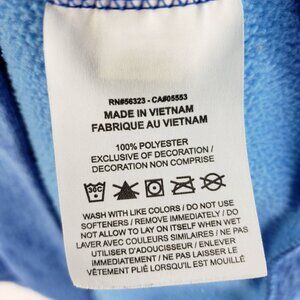 RN#56323 - CA#05553
MADE IN VIETNAM
FABRIQUE AU VIETNAM
100% POLYESTER
EXCLUSIVE OF DECORATION /
DECORATION NON COMPRISE
WASH WITH LIKE COLORS / DO NOT USE
SOFTENERS / REMOVE IMMEDIATELY / DO
NOT ALLOW TO LAY ON ITSELF WHEN WET
LAVER AVEC COULEURS SIMILAIRES / NE PAS
UTILISER D'ADOUCISSEUR / ENLEVER
IMMEDIATEMENT / NE PAS LAISSER LE
VÊTEMENT PLIÉ LORSQU'IL EST MOUILLÉ